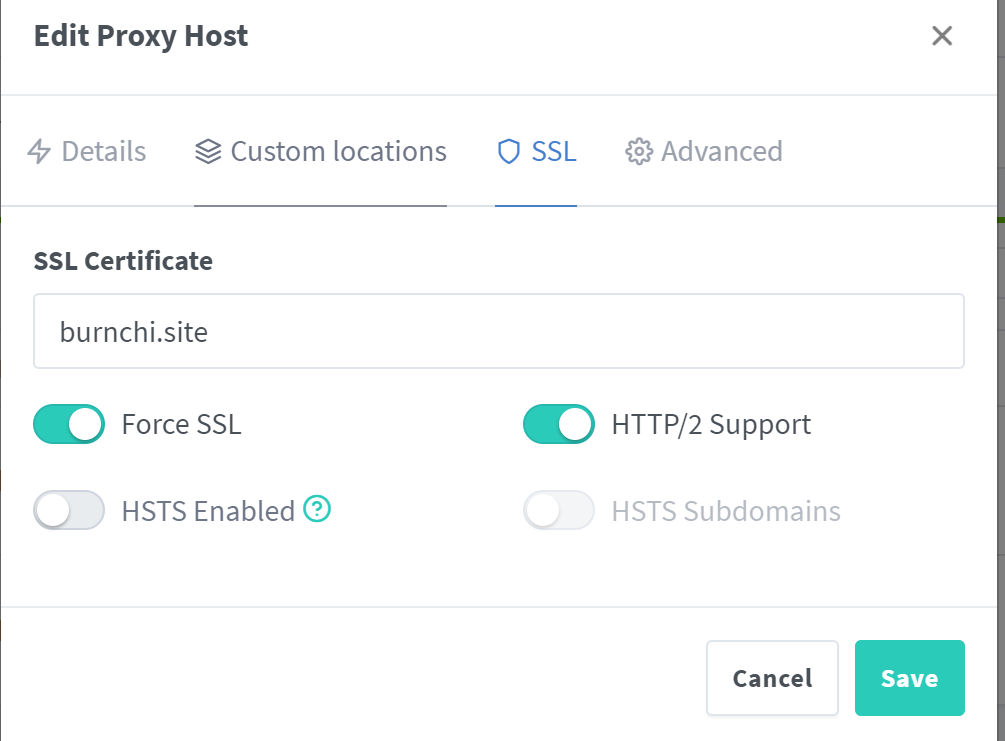 Edit Proxy Host
Details Custom locations SSL Advanced
SSL Certificate
burnchi.site
Force SSL HTTP/2 Support
HSTS Enabled ? HSTS Subdomains
Cancel Save